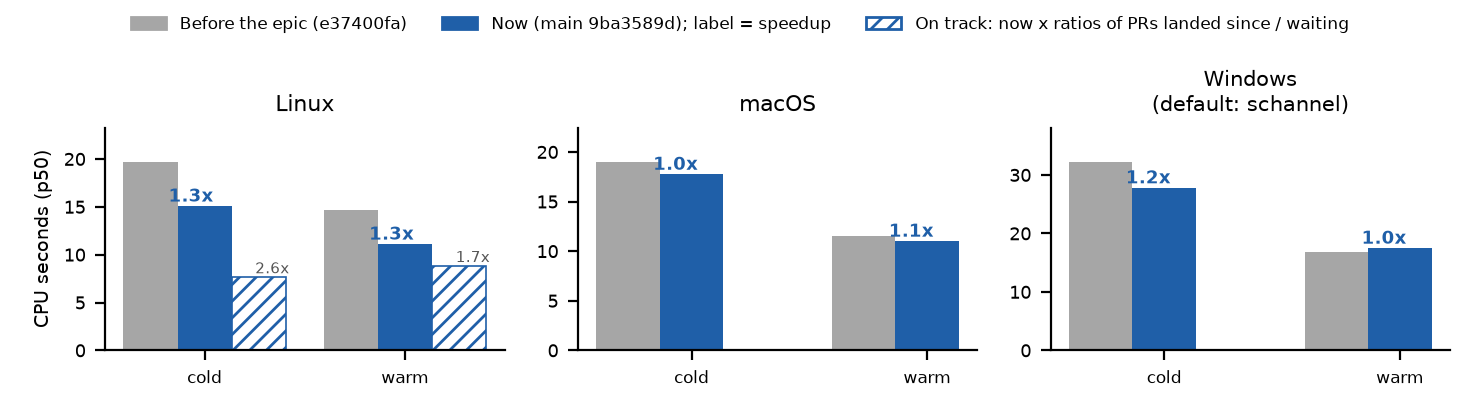 Before the epic (e37400fa)
Now (main 9ba3589d); label = speedup
On track: now x ratios of PRs landed since / waiting
Linux
CPU seconds (p50)
20
15
10
5
0
1.3x
2.6x
1.3x
1.7x
cold
warm
macOS
20
15
10
5
0
1.0x
1.1x
cold
warm
Windows
(default: schannel)
30
20
10
0
1.2x
1.0x
cold
warm